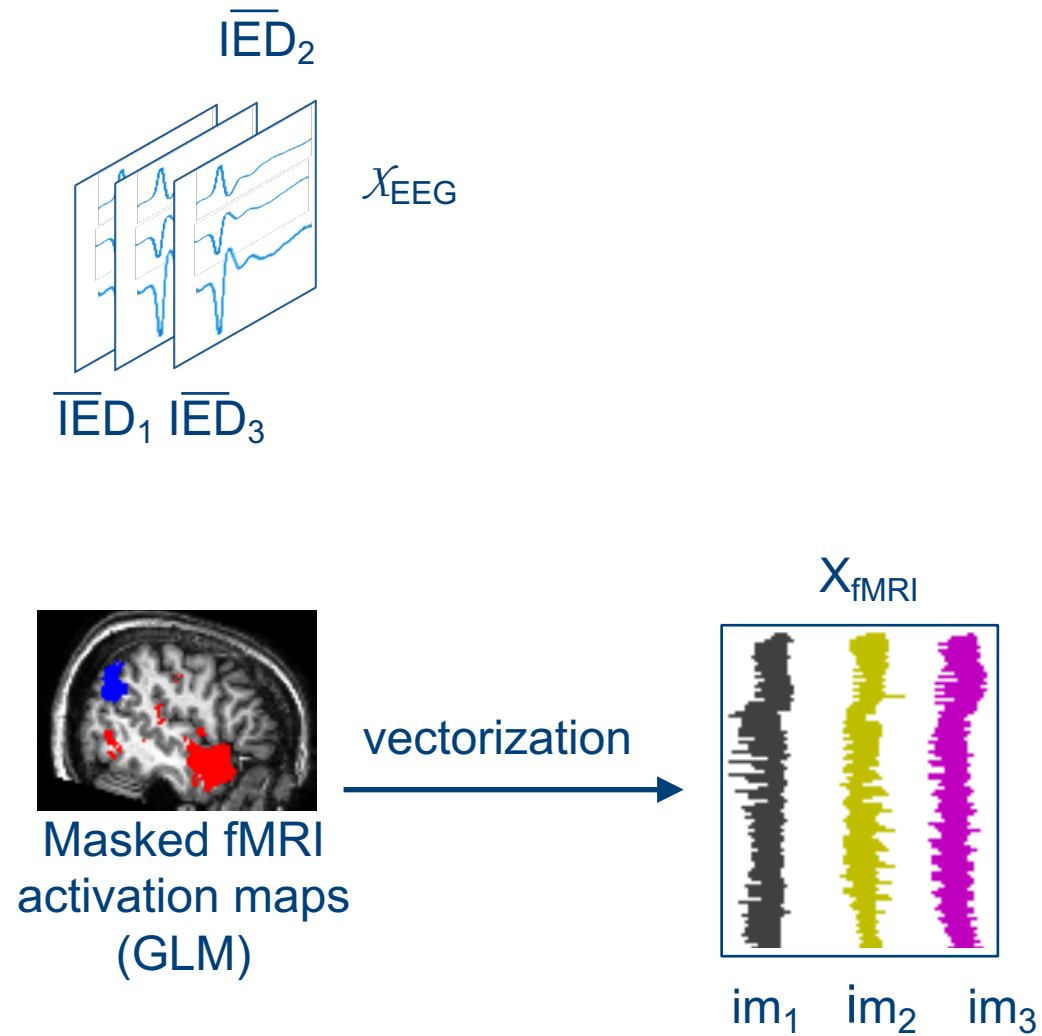 IED₂
𝒳EEG
IED₁ IED₃
XfMRI
vectorization
Masked fMRI
activation maps
(GLM)
im₁ im₂ im₃